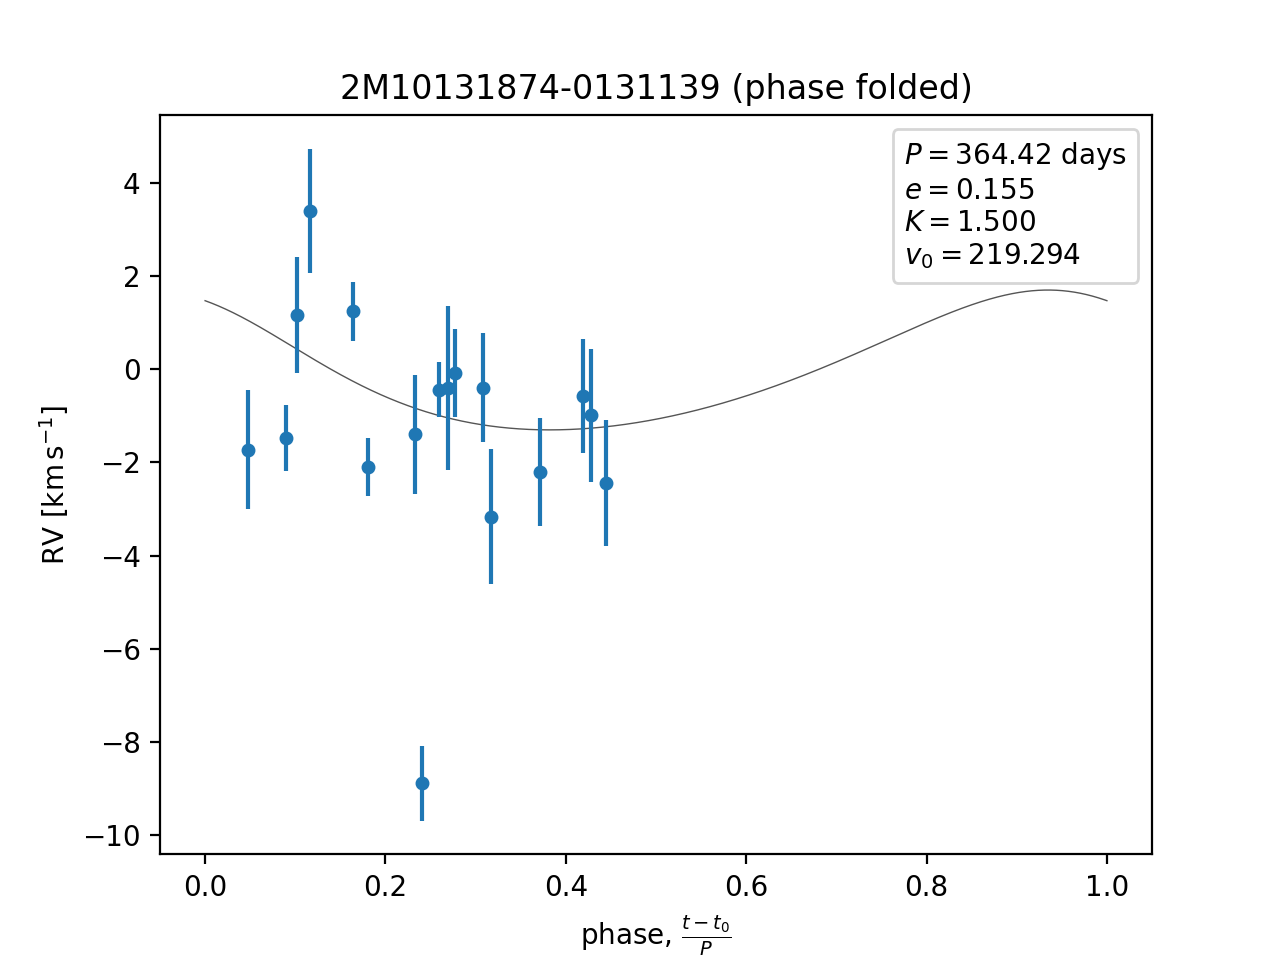 2M10131874-0131139 (phase folded)
P = 364.42 days
e = 0.155
K = 1.500
v₀ = 219.294
4
2
0
−2
−4
−6
−8
−10
RV [km s⁻¹]
0.0 0.2 0.4 0.6 0.8 1.0
phase, (t − t₀)/P